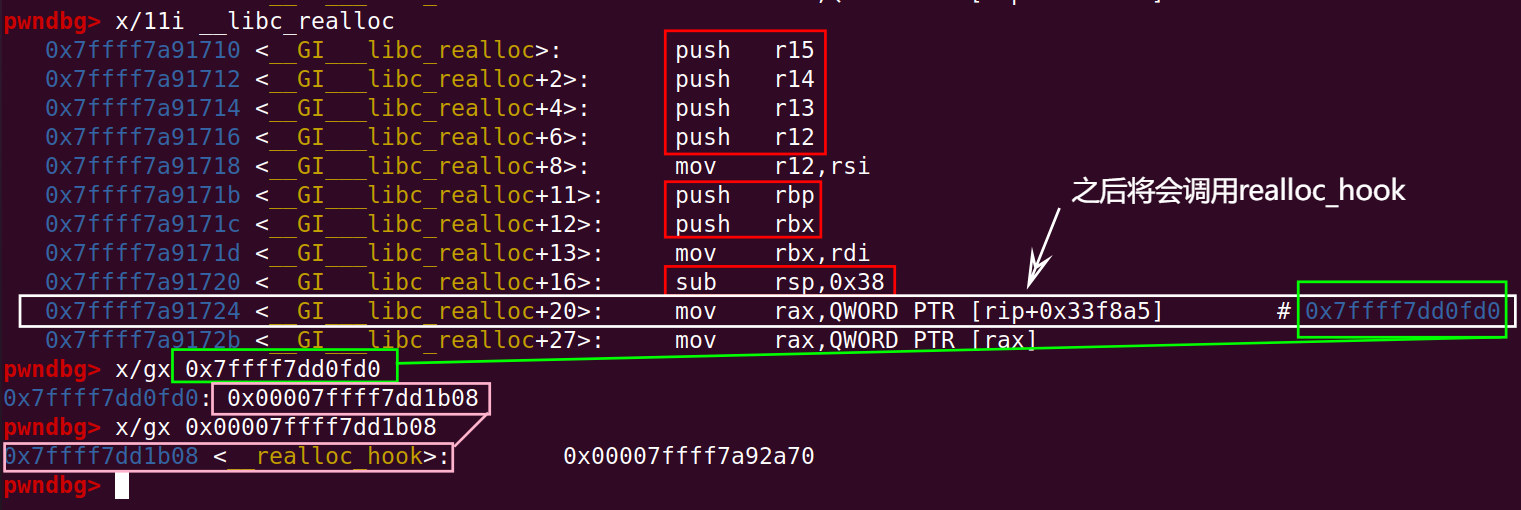 pwndbg> x/11i __libc_realloc
0x7ffff7a91710 <__GI___libc_realloc>: push r15
0x7ffff7a91712 <__GI___libc_realloc+2>: push r14
0x7ffff7a91714 <__GI___libc_realloc+4>: push r13
0x7ffff7a91716 <__GI___libc_realloc+6>: push r12
0x7ffff7a91718 <__GI___libc_realloc+8>: mov r12,rsi
0x7ffff7a9171b <__GI___libc_realloc+11>: push rbp
之后将会调用realloc_hook
0x7ffff7a9171c <__GI___libc_realloc+12>: push rbx
0x7ffff7a9171d <__GI___libc_realloc+13>: mov rbx,rdi
0x7ffff7a91720 <__GI___libc_realloc+16>: sub rsp,0x38
0x7ffff7a91724 <__GI___libc_realloc+20>: mov rax,QWORD PTR [rip+0x33f8a5] # 0x7ffff7dd0fd0
0x7ffff7a9172b <__GI___libc_realloc+27>: mov rax,QWORD PTR [rax]
pwndbg> x/gx 0x7ffff7dd0fd0
0x7ffff7dd0fd0: 0x00007ffff7dd1b08
pwndbg> x/gx 0x00007ffff7dd1b08
0x7ffff7dd1b08 <__realloc_hook>: 0x00007ffff7a92a70
pwndbg>